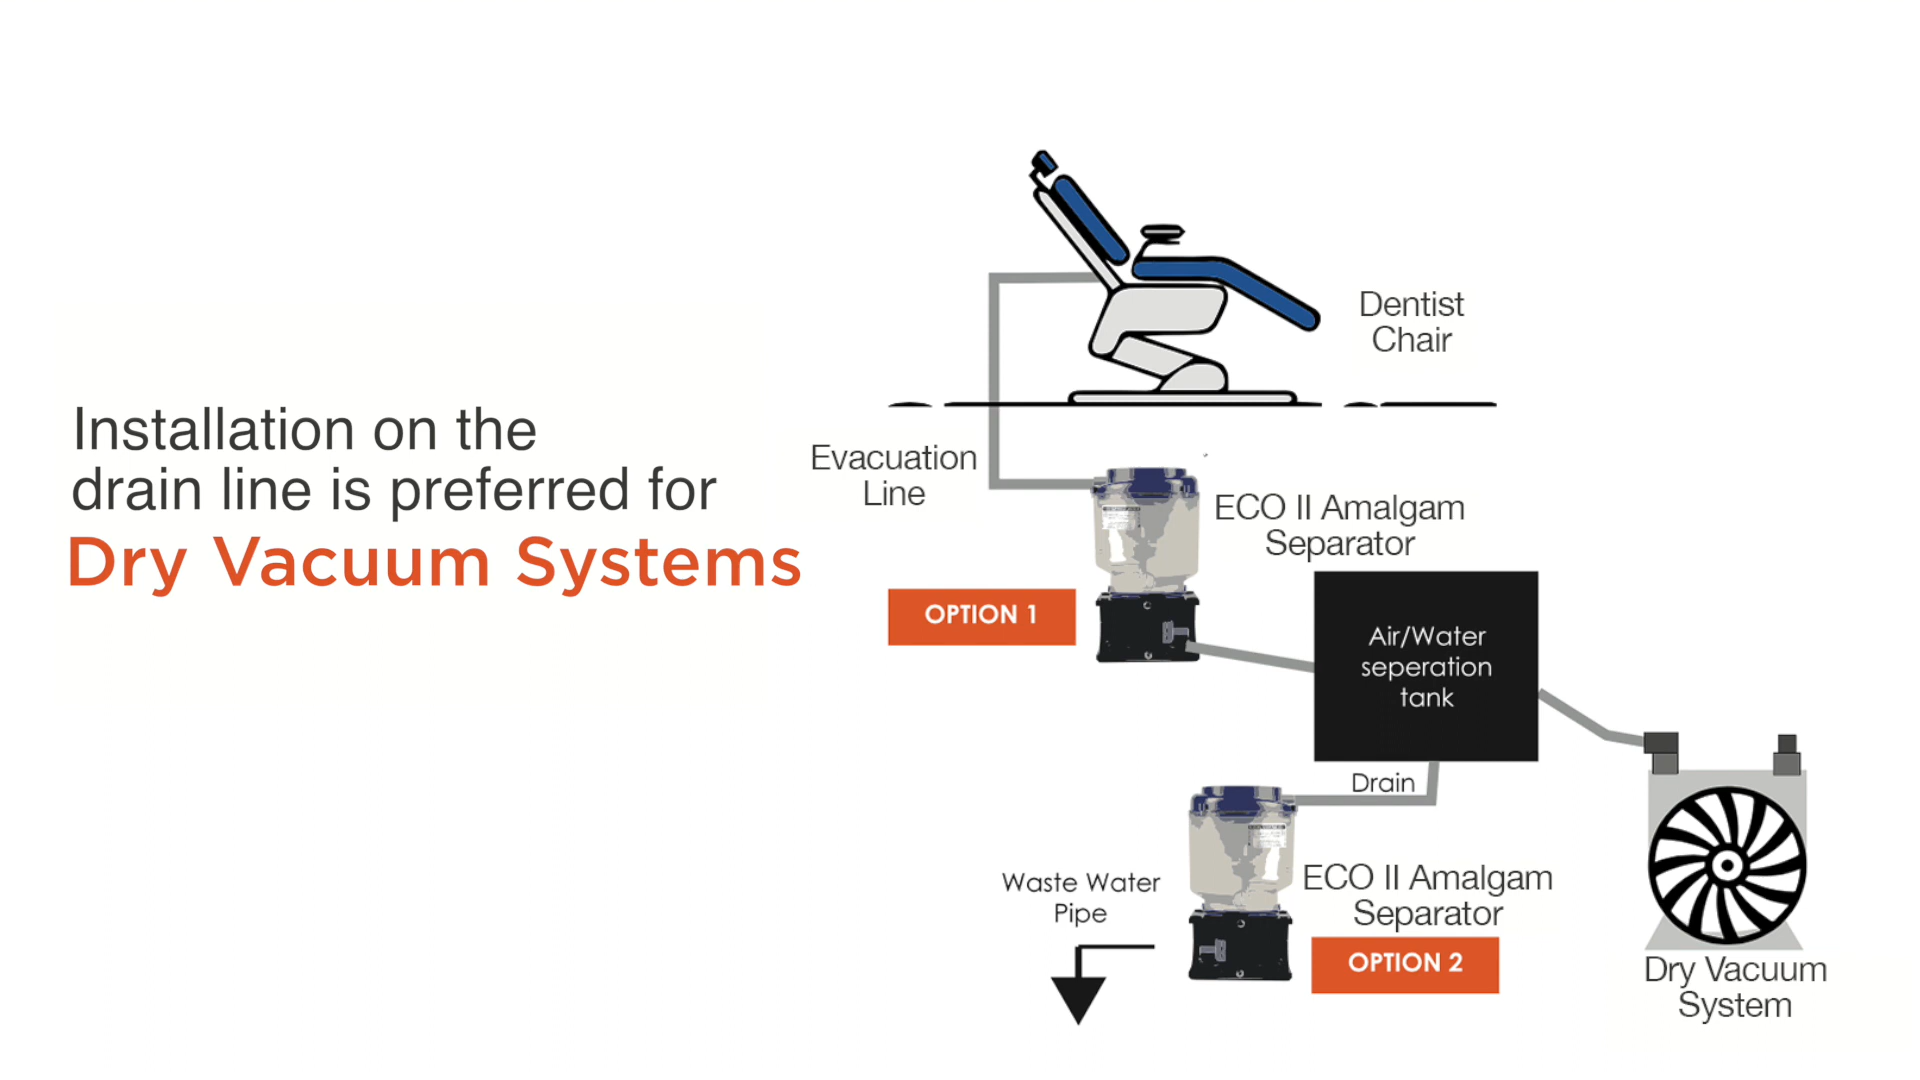 Installation on the
drain line is preferred for
Dry Vacuum Systems
Dentist
Chair
Evacuation
Line
ECO II Amalgam
Separator
OPTION 1
Air/Water
seperation
tank
Drain
Waste Water
Pipe
ECO II Amalgam
Separator
OPTION 2
Dry Vacuum
System